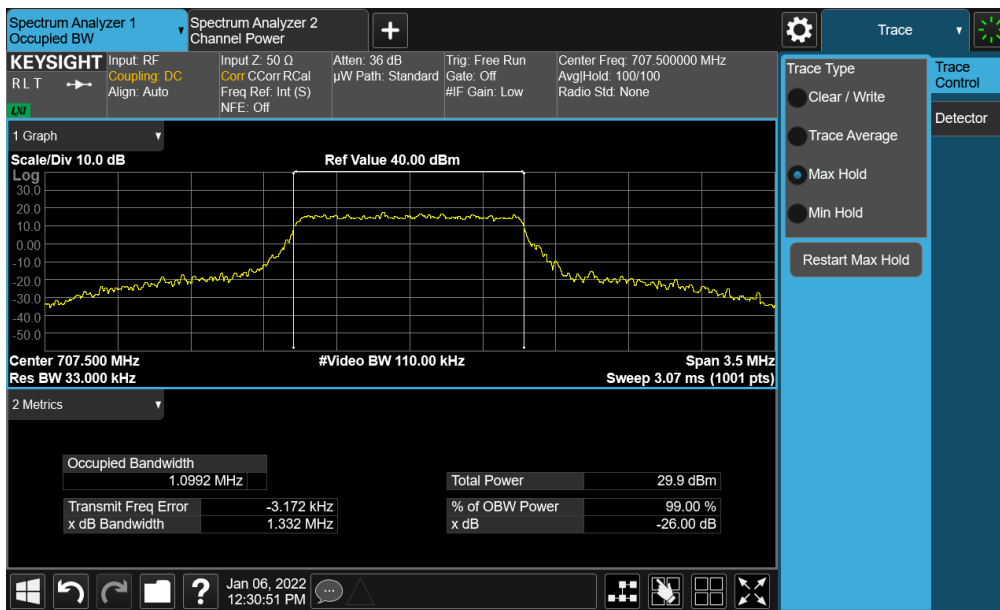 Spectrum Analyzer 1
Occupied BW
Spectrum Analyzer 2
Channel Power
+
Trace
KEYSIGHT
R L T
LXI
Input: RF
Coupling: DC
Align: Auto
Input Z: 50 Ω
Corr CCorr RCal
Freq Ref: Int (S)
NFE: Off
Atten: 36 dB
µW Path: Standard
Trig: Free Run
Gate: Off
#IF Gain: Low
Center Freq: 707.500000 MHz
Avg|Hold: 100/100
Radio Std: None
Trace Type
Clear / Write
Trace Average
Max Hold
Min Hold
Restart Max Hold
Trace
Control
Detector
1 Graph
Scale/Div 10.0 dB
Ref Value 40.00 dBm
Log
30.0
20.0
10.0
0.00
-10.0
-20.0
-30.0
-40.0
-50.0
Center 707.500 MHz
#Video BW 110.00 kHz
Span 3.5 MHz
Res BW 33.000 kHz
Sweep 3.07 ms (1001 pts)
2 Metrics
Occupied Bandwidth
1.0992 MHz
Total Power 29.9 dBm
Transmit Freq Error -3.172 kHz
% of OBW Power 99.00 %
x dB Bandwidth 1.332 MHz
x dB -26.00 dB
?
Jan 06, 2022
12:30:51 PM